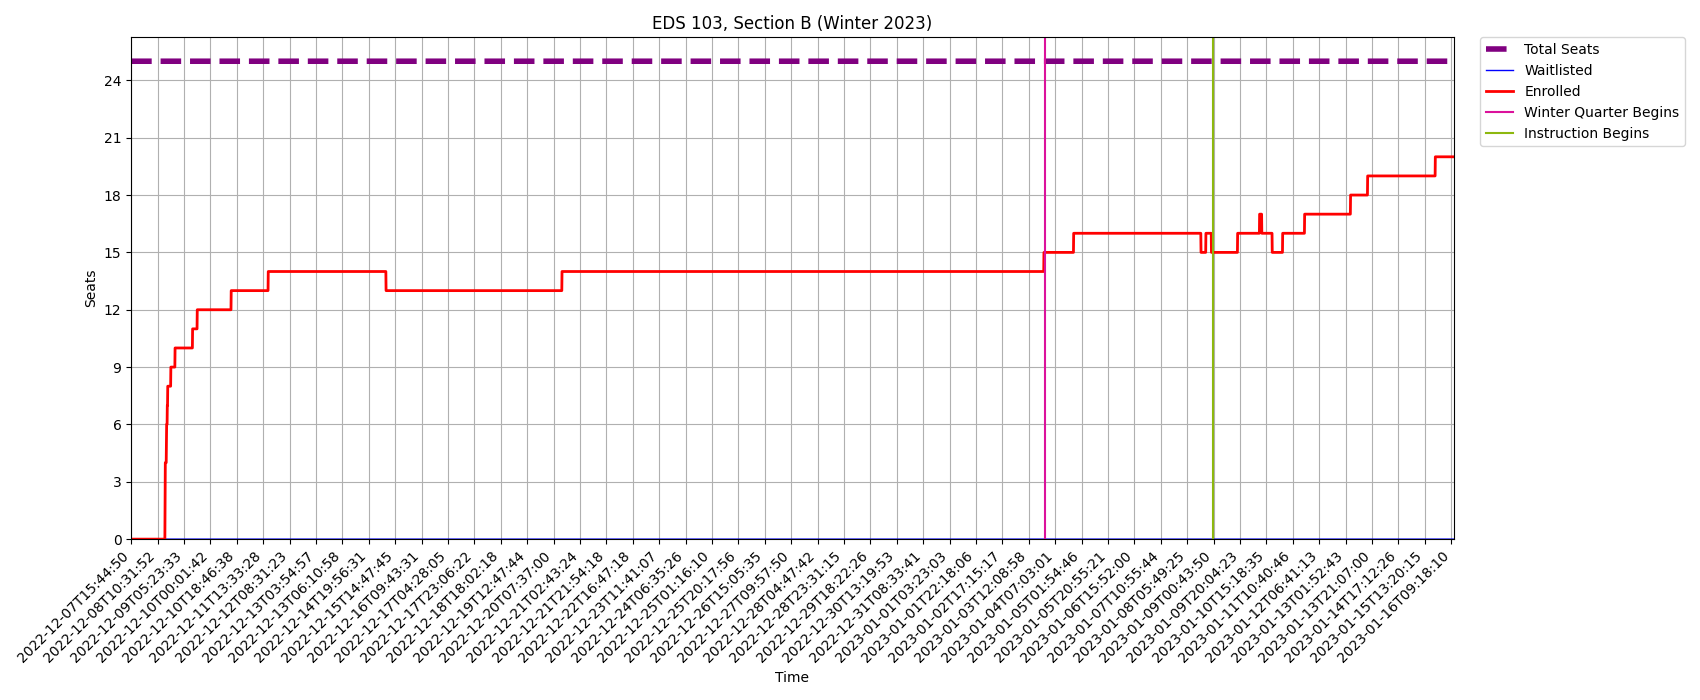 EDS 103, Section B (Winter 2023)
Total Seats
Waitlisted
Enrolled
Winter Quarter Begins
Instruction Begins
Seats
24
21
18
15
12
9
6
3
0
2022-12-07T15:44:50
2022-12-08T10:31:52
2022-12-09T05:23:33
2022-12-10T00:01:42
2022-12-10T18:46:38
2022-12-11T13:33:28
2022-12-12T08:31:23
2022-12-13T03:54:57
2022-12-13T06:10:58
2022-12-14T19:56:31
2022-12-15T14:47:45
2022-12-16T09:43:31
2022-12-17T04:28:05
2022-12-17T23:06:22
2022-12-18T18:02:18
2022-12-19T12:47:44
2022-12-20T07:37:00
2022-12-21T02:43:24
2022-12-21T21:54:18
2022-12-22T16:47:18
2022-12-23T11:41:07
2022-12-24T06:35:26
2022-12-25T01:16:10
2022-12-25T20:17:56
2022-12-26T15:05:35
2022-12-27T09:57:50
2022-12-28T04:47:42
2022-12-28T23:31:15
2022-12-29T18:22:26
2022-12-30T13:19:53
2022-12-31T08:33:41
2023-01-01T03:23:03
2023-01-01T22:18:06
2023-01-02T17:15:17
2023-01-03T12:08:58
2023-01-04T07:03:01
2023-01-05T01:54:46
2023-01-05T20:55:21
2023-01-06T15:52:00
2023-01-07T10:55:44
2023-01-08T05:49:25
2023-01-09T00:43:50
2023-01-09T20:04:23
2023-01-10T15:18:35
2023-01-11T10:40:46
2023-01-12T06:41:13
2023-01-13T01:52:43
2023-01-13T21:07:00
2023-01-14T17:12:26
2023-01-15T13:20:15
2023-01-16T09:18:10
Time